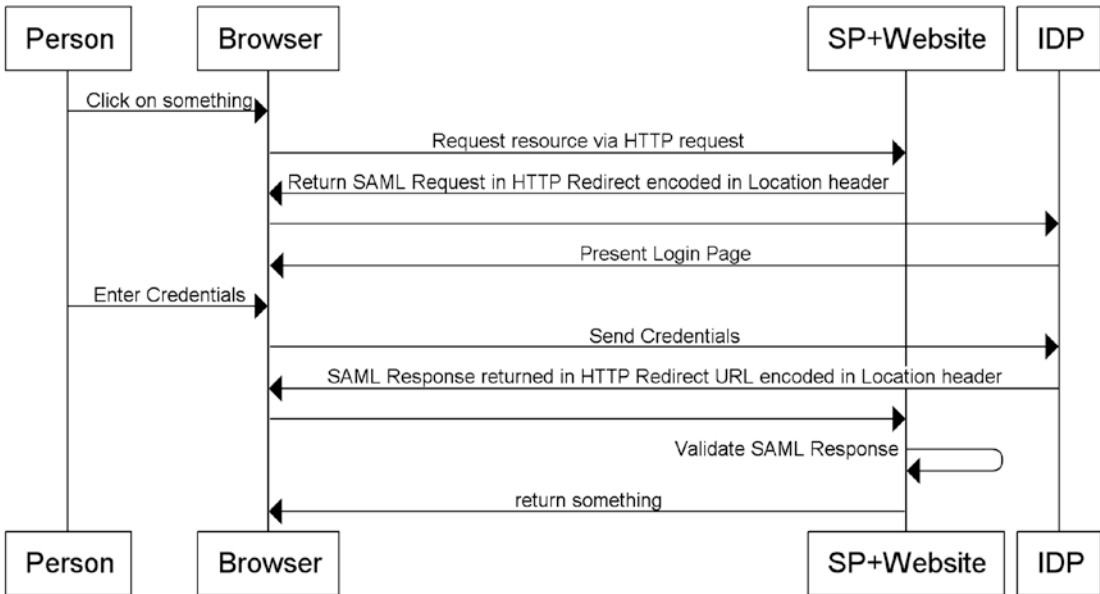 Person Browser SP+Website IDP
Click on something
Request resource via HTTP request
Return SAML Request in HTTP Redirect encoded in Location header
Present Login Page
Enter Credentials
Send Credentials
SAML Response returned in HTTP Redirect URL encoded in Location header
Validate SAML Response
return something
Person Browser SP+Website IDP